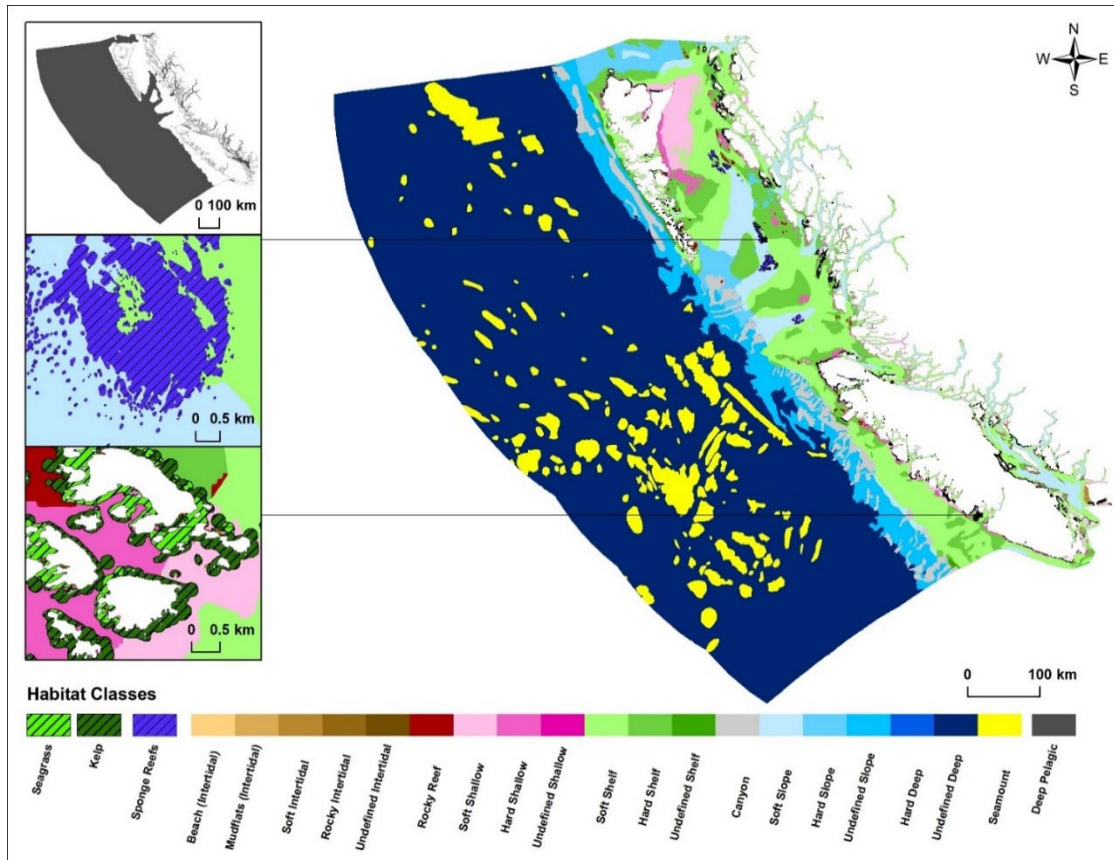 N
W E
S
0 100 km
0 0.5 km
0 0.5 km
0 100 km
Habitat Classes
Seagrass
Kelp
Sponge Reefs
Beach (Intertidal)
Mudflats (Intertidal)
Soft Intertidal
Rocky Intertidal
Undefined Intertidal
Rocky Reef
Soft Shallow
Hard Shallow
Undefined Shallow
Soft Shelf
Hard Shelf
Undefined Shelf
Canyon
Soft Slope
Hard Slope
Undefined Slope
Hard Deep
Undefined Deep
Seamount
Deep Pelagic